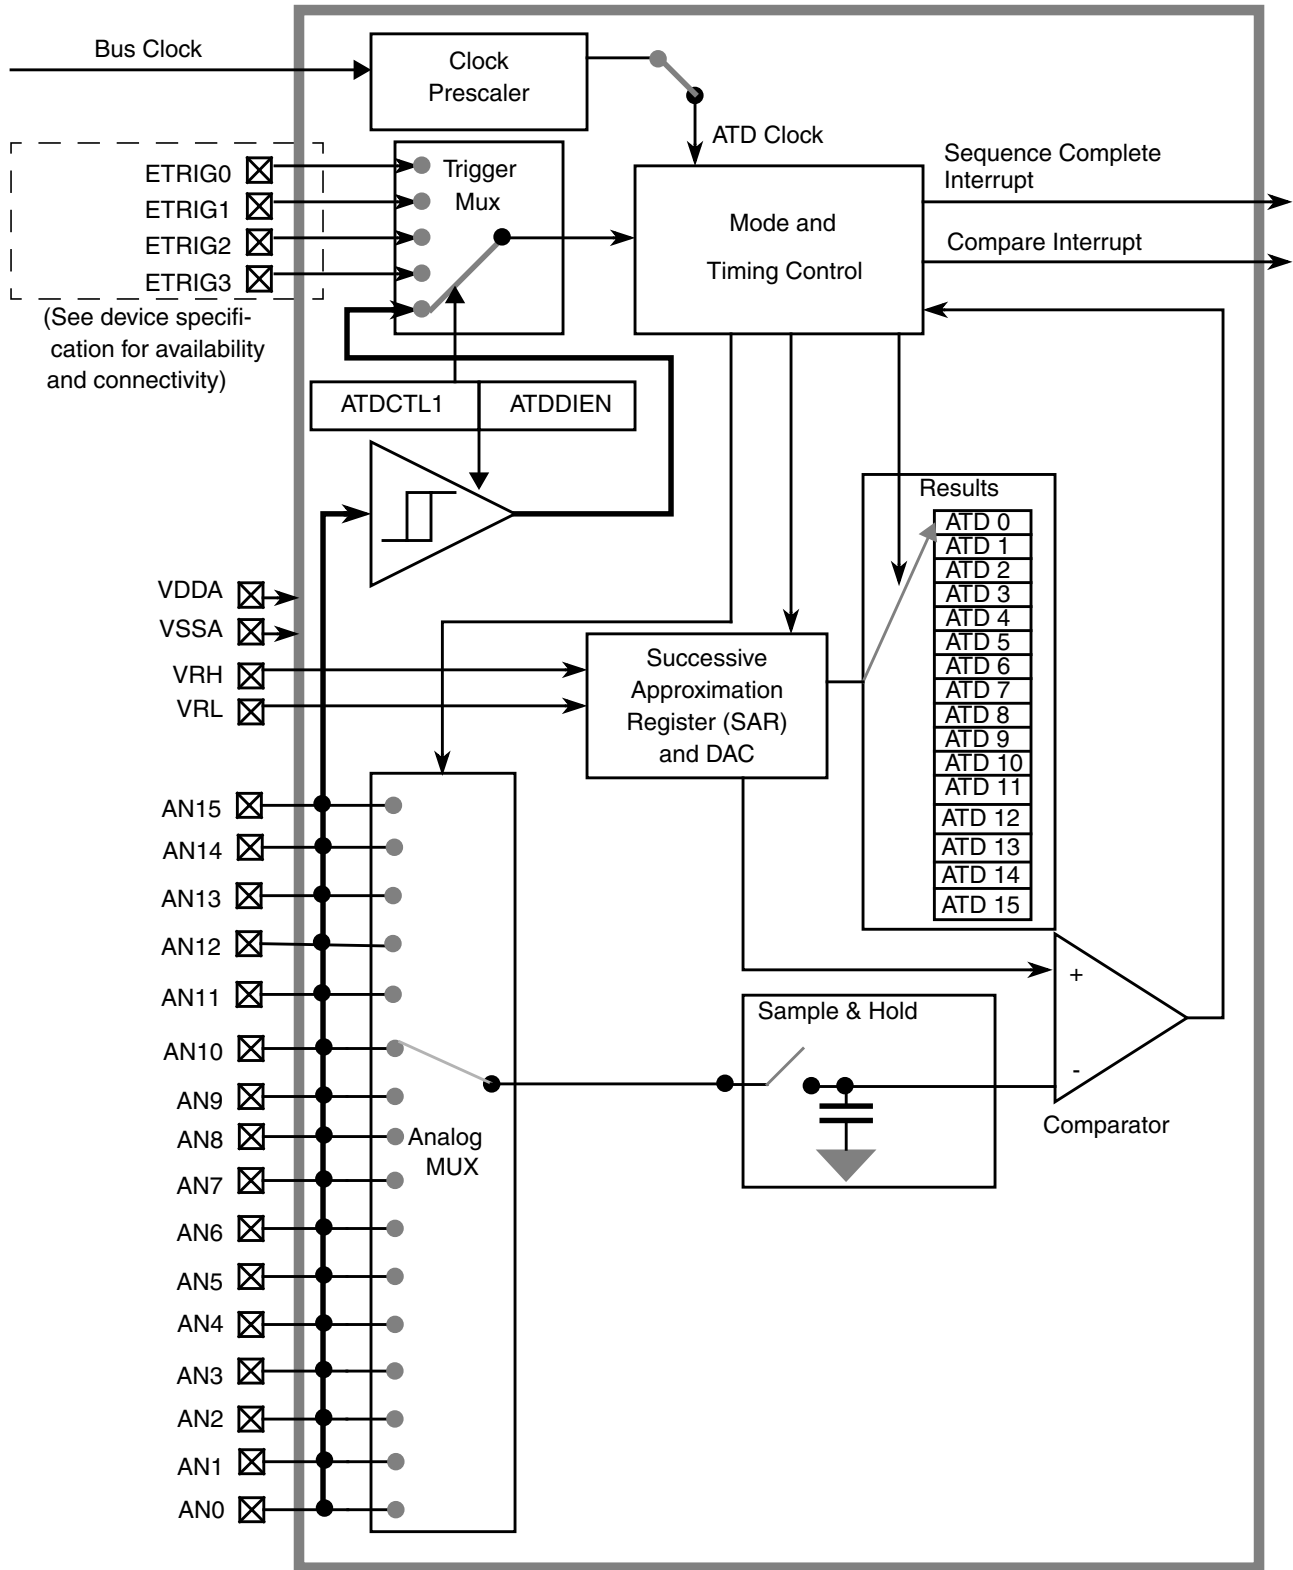 Bus Clock
Clock
Prescaler
ATD Clock
ETRIG0
ETRIG1
ETRIG2
ETRIG3
(See device specifi-
cation for availability
and connectivity)
Trigger
Mux
Mode and
Timing Control
Sequence Complete
Interrupt
Compare Interrupt
ATDCTL1
ATDDIEN
Results
ATD 0
ATD 1
ATD 2
ATD 3
ATD 4
ATD 5
ATD 6
ATD 7
ATD 8
ATD 9
ATD 10
ATD 11
ATD 12
ATD 13
ATD 14
ATD 15
VDDA
VSSA
VRH
VRL
Successive
Approximation
Register (SAR)
and DAC
AN15
AN14
AN13
AN12
AN11
AN10
AN9
AN8
AN7
AN6
AN5
AN4
AN3
AN2
AN1
AN0
Analog
MUX
Sample & Hold
+
-
Comparator